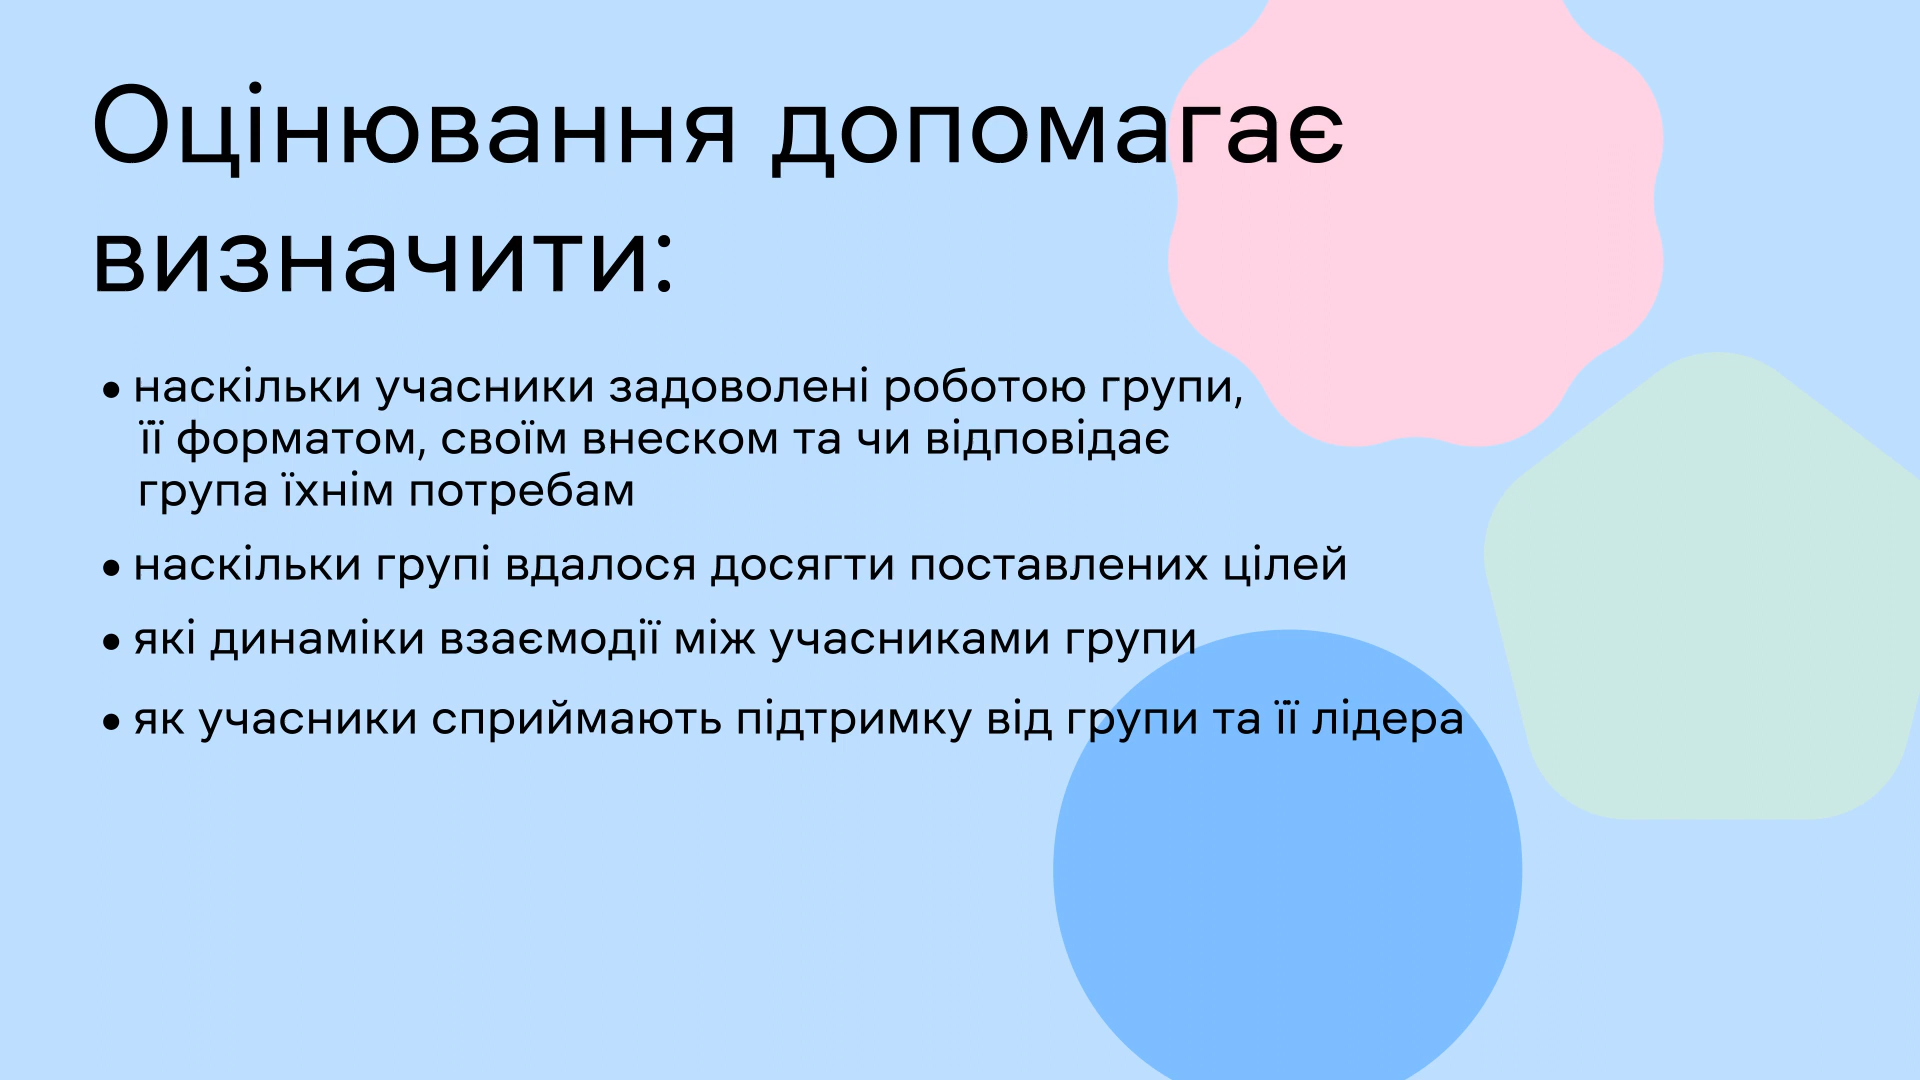 Оцінювання допомагає
визначити:
• наскільки учасники задоволені роботою групи,
її форматом, своїм внеском та чи відповідає
група їхнім потребам
• наскільки групі вдалося досягти поставлених цілей
• які динаміки взаємодії між учасниками групи
• як учасники сприймають підтримку від групи та її лідера